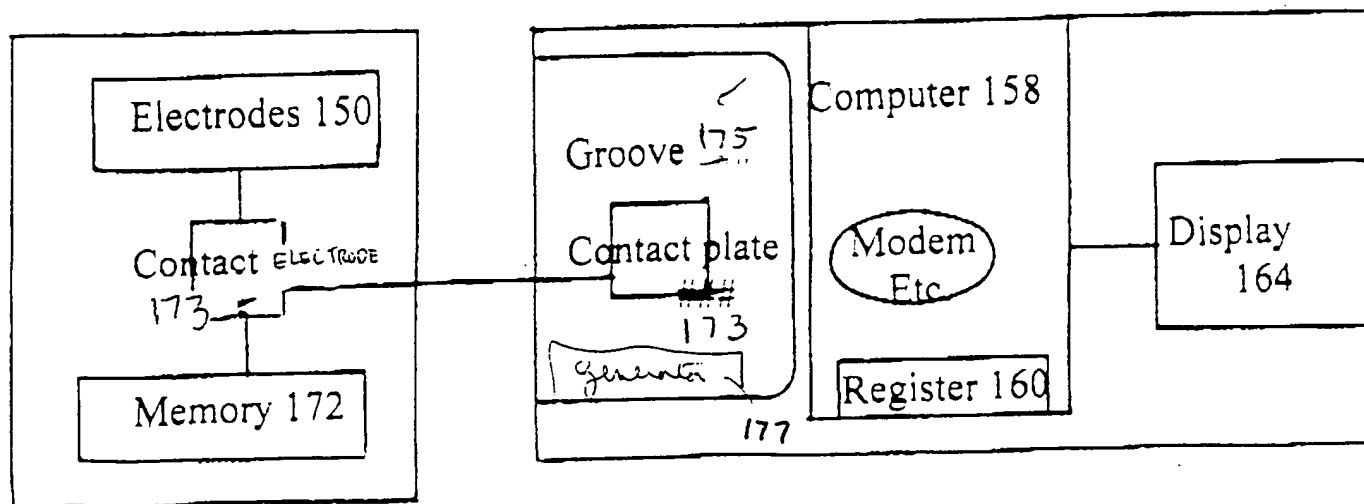 Electrodes 150
Contact ELECTRODE
173
Memory 172
Groove 175
Contact plate
173
generator
177
Computer 158
Modem
Etc
Register 160
Display
164